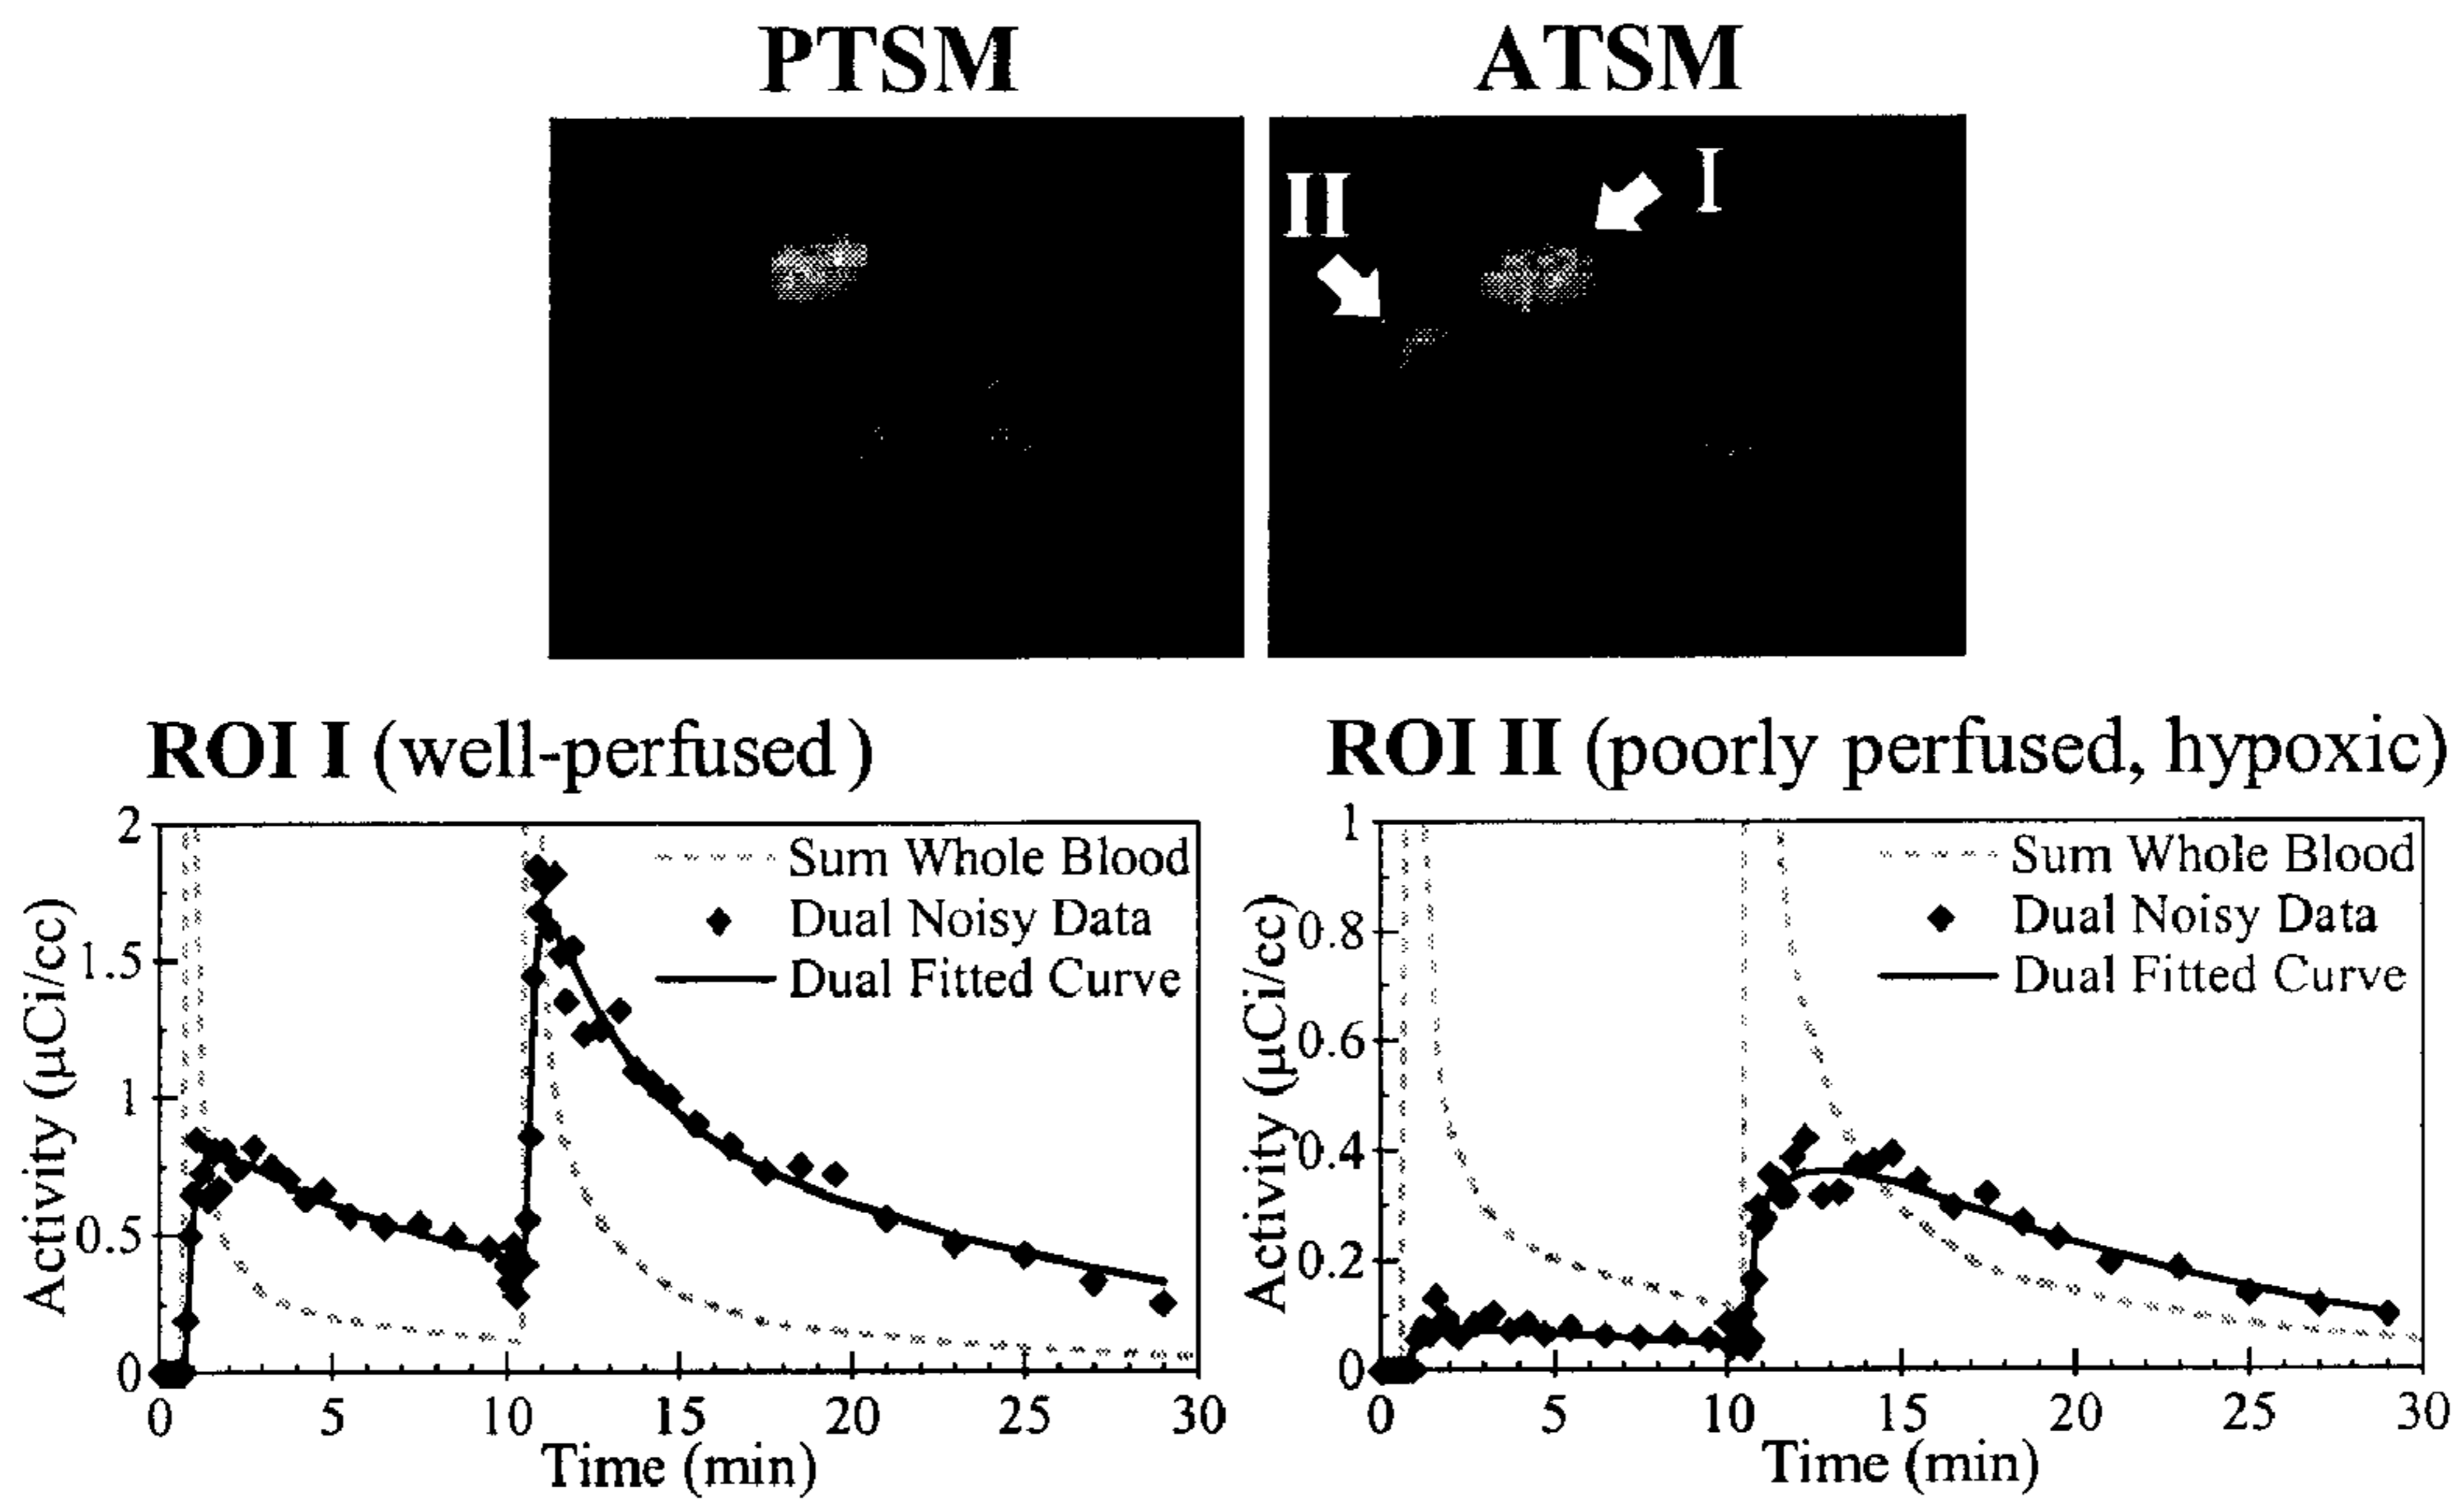 PTSM
ATSM
I
II
ROI I (well-perfused)
ROI II (poorly perfused, hypoxic)
Activity (μCi/cc)
2
1.5
1
0.5
0
Sum Whole Blood
Dual Noisy Data
Dual Fitted Curve
0 5 10 15 20 25 30
Time (min)
Activity (μCi/cc)
1
0.8
0.6
0.4
0.2
0
Sum Whole Blood
Dual Noisy Data
Dual Fitted Curve
0 5 10 15 20 25 30
Time (min)